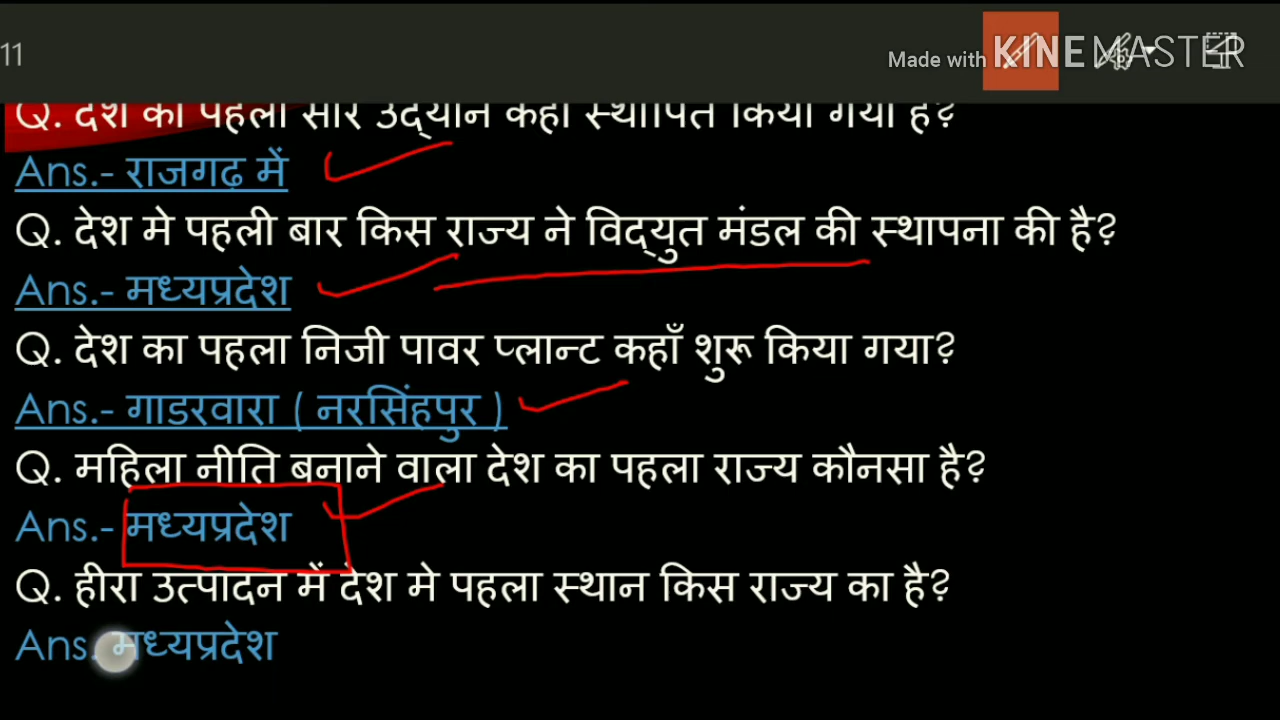 11
Made with KINEMASTER
Q. देश का पहला सौर उद्यान कहाँ स्थापित किया गया है?
Ans.- राजगढ़ में
Q. देश मे पहली बार किस राज्य ने विद्युत मंडल की स्थापना की है?
Ans.- मध्यप्रदेश
Q. देश का पहला निजी पावर प्लान्ट कहाँ शुरू किया गया?
Ans.- गाडरवारा ( नरसिंहपुर )
Q. महिला नीति बनाने वाला देश का पहला राज्य कौनसा है?
Ans.- मध्यप्रदेश
Q. हीरा उत्पादन में देश मे पहला स्थान किस राज्य का है?
Ans. मध्यप्रदेश